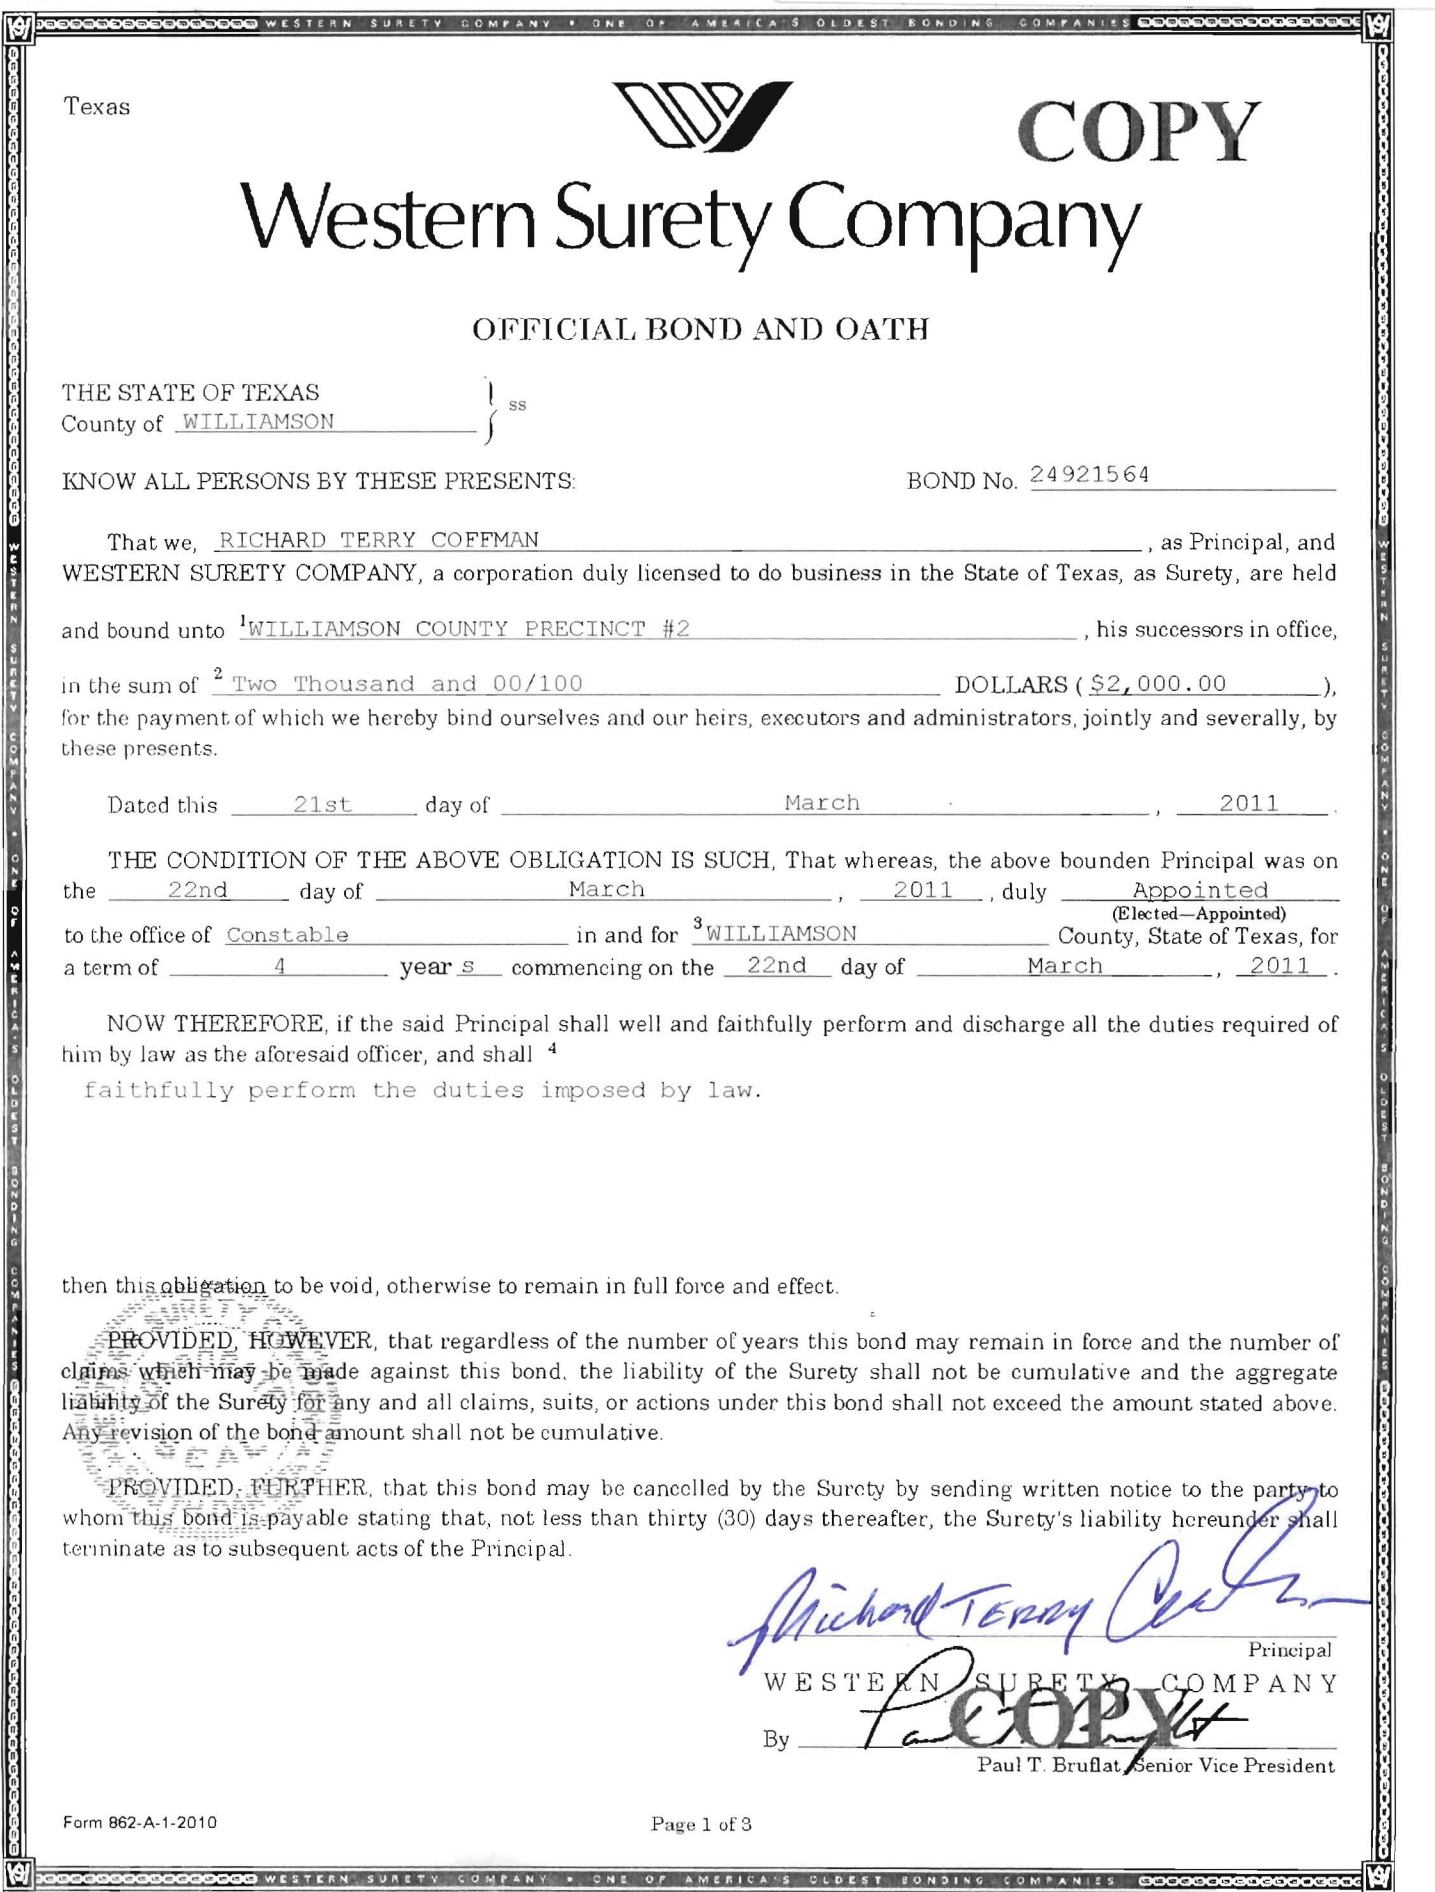 WESTERN SURETY COMPANY • ONE OF AMERICA'S OLDEST BONDING COMPANIES
Texas
COPY
Western Surety Company
OFFICIAL BOND AND OATH
THE STATE OF TEXAS
County of WILLIAMSON } ss
KNOW ALL PERSONS BY THESE PRESENTS: BOND No. 24921564
That we, RICHARD TERRY COFFMAN, as Principal, and
WESTERN SURETY COMPANY, a corporation duly licensed to do business in the State of Texas, as Surety, are held
and bound unto 1WILLIAMSON COUNTY PRECINCT #2, his successors in office,
in the sum of 2 Two Thousand and 00/100 DOLLARS ($2,000.00),
for the payment of which we hereby bind ourselves and our heirs, executors and administrators, jointly and severally, by
these presents.
Dated this 21st day of March, 2011.
THE CONDITION OF THE ABOVE OBLIGATION IS SUCH, That whereas, the above bounden Principal was on
the 22nd day of March, 2011, duly Appointed
(Elected—Appointed)
to the office of Constable in and for 3WILLIAMSON County, State of Texas, for
a term of 4 year s commencing on the 22nd day of March, 2011.
NOW THEREFORE, if the said Principal shall well and faithfully perform and discharge all the duties required of
him by law as the aforesaid officer, and shall 4
faithfully perform the duties imposed by law.
then this obligation to be void, otherwise to remain in full force and effect.
PROVIDED, HOWEVER, that regardless of the number of years this bond may remain in force and the number of
claims which may be made against this bond, the liability of the Surety shall not be cumulative and the aggregate
liability of the Surety for any and all claims, suits, or actions under this bond shall not exceed the amount stated above.
Any revision of the bond amount shall not be cumulative.
PROVIDED, FURTHER, that this bond may be cancelled by the Surety by sending written notice to the party to
whom this bond is payable stating that, not less than thirty (30) days thereafter, the Surety's liability hereunder shall
terminate as to subsequent acts of the Principal.
Richard TERRY
Principal
WESTERN SURETY COMPANY
COPY
By
Paul T. Bruflat, Senior Vice President
Form 862-A-1-2010 Page 1 of 3
WESTERN SURETY COMPANY • ONE OF AMERICA'S OLDEST BONDING COMPANIES
WESTERN SURETY COMPANY • ONE OF AMERICA'S OLDEST BONDING COMPANIES
WESTERN SURETY COMPANY • ONE OF AMERICA'S OLDEST BONDING COMPANIES